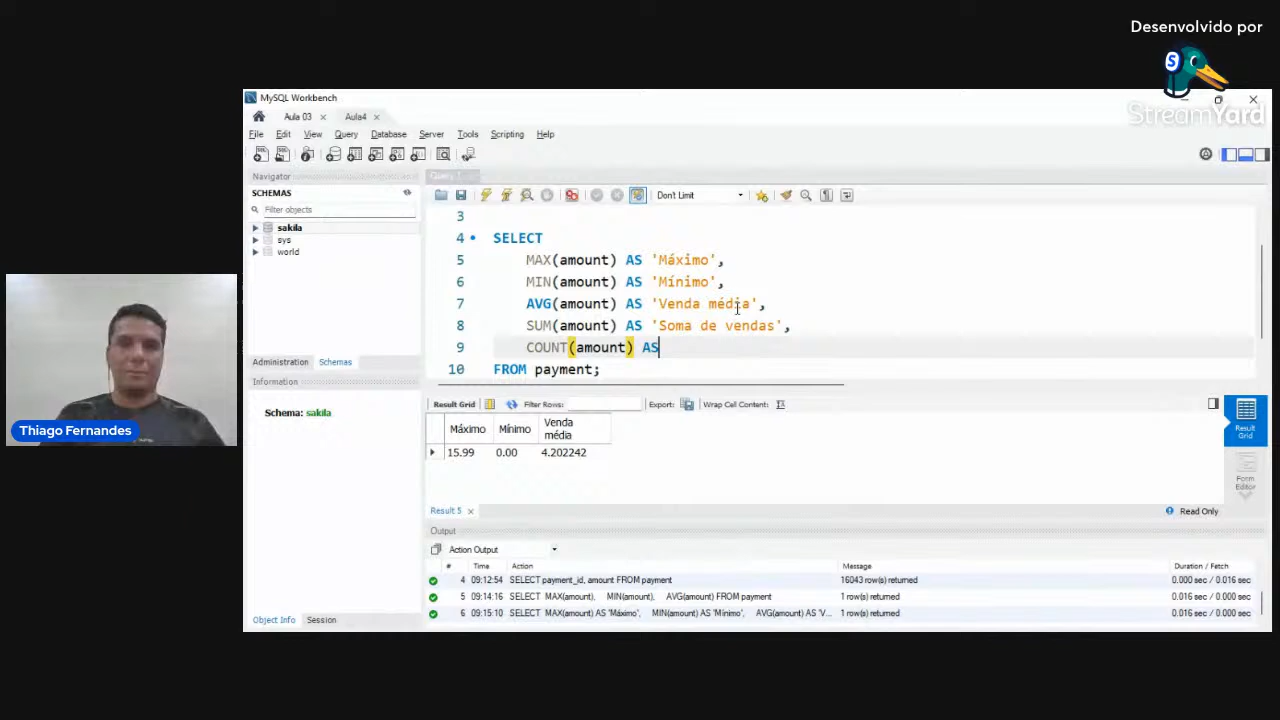 Desenvolvido por
S
StreamYard
MySQL Workbench
Aula 03
Aula4
File Edit View Query Database Server Tools Scripting Help
Navigator
SCHEMAS
Filter objects
sakila
sys
world
Administration Schemas
Information
Schema: sakila
Object Info Session
Query 1
Don't Limit
3
4 SELECT
5 MAX(amount) AS 'Máximo',
6 MIN(amount) AS 'Mínimo',
7 AVG(amount) AS 'Venda média',
8 SUM(amount) AS 'Soma de vendas',
9 COUNT(amount) AS
10 FROM payment;
Result Grid Filter Rows: Export: Wrap Cell Content:
Máximo Mínimo Venda média
15.99 0.00 4.202242
Result Grid
Form Editor
Result 5
Read Only
Output
Action Output
# Time Action Message Duration / Fetch
4 09:12:54 SELECT payment_id, amount FROM payment 16043 row(s) returned 0.000 sec / 0.016 sec
5 09:14:16 SELECT MAX(amount), MIN(amount), AVG(amount) FROM payment 1 row(s) returned 0.016 sec / 0.000 sec
6 09:15:10 SELECT MAX(amount) AS 'Máximo', MIN(amount) AS 'Mínimo', AVG(amount) AS 'V... 1 row(s) returned 0.016 sec / 0.000 sec
Thiago Fernandes